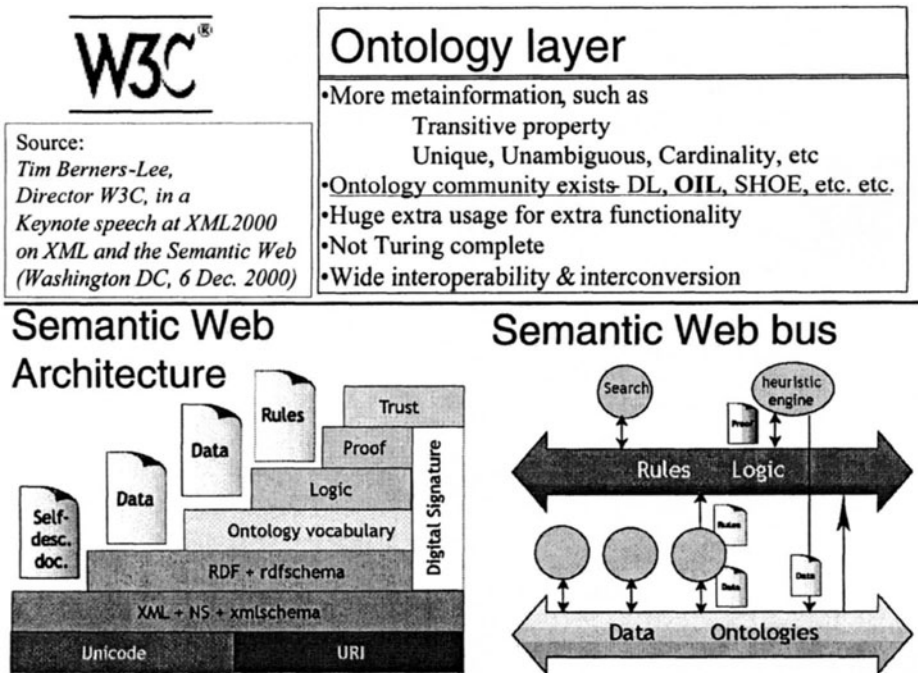 W3C®
Source:
Tim Berners-Lee,
Director W3C, in a
Keynote speech at XML2000
on XML and the Semantic Web
(Washington DC, 6 Dec. 2000)
Ontology layer
•More metainformation, such as
Transitive property
Unique, Unambiguous, Cardinality, etc
•Ontology community exists- DL, OIL, SHOE, etc. etc.
•Huge extra usage for extra functionality
•Not Turing complete
•Wide interoperability & interconversion
Semantic Web
Architecture
Self-
desc.
doc.
Data
Data
Rules
Trust
Proof
Logic
Ontology vocabulary
RDF + rdfschema
XML + NS + xmlschema
Unicode
URI
Digital Signature
Semantic Web bus
Search
heuristic
engine
Proof
Rules Logic
Rules
Data
Data
Data Ontologies